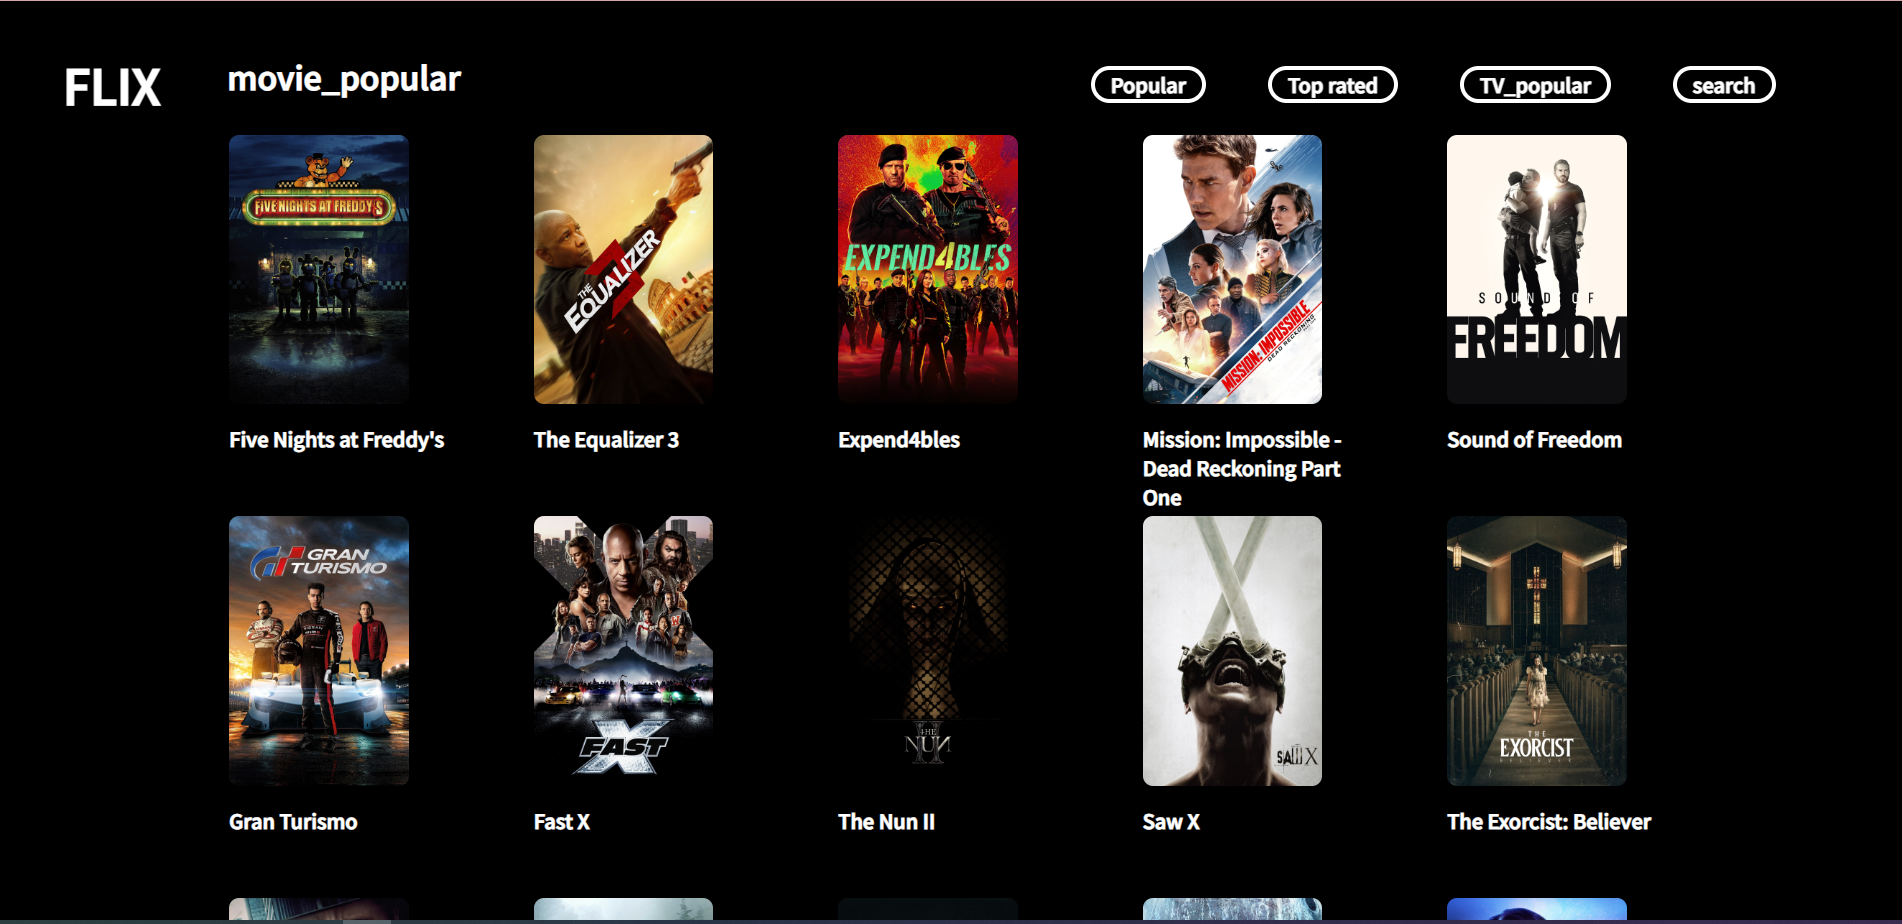 FLIX
movie_popular
Popular
Top rated
TV_popular
search
FIVE NIGHTS AT FREDDY'S
THE
EQUALIZER
3
EXPEND4BLES
MISSION: IMPOSSIBLE
DEAD RECKONING
SOUND OF
FREEDOM
Five Nights at Freddy's
The Equalizer 3
Expend4bles
Mission: Impossible -
Dead Reckoning Part
One
Sound of Freedom
GRAN
TURISMO
FAST
X
THE
NUN
II
SAW X
THE
EXORCIST
BELIEVER
Gran Turismo
Fast X
The Nun II
Saw X
The Exorcist: Believer